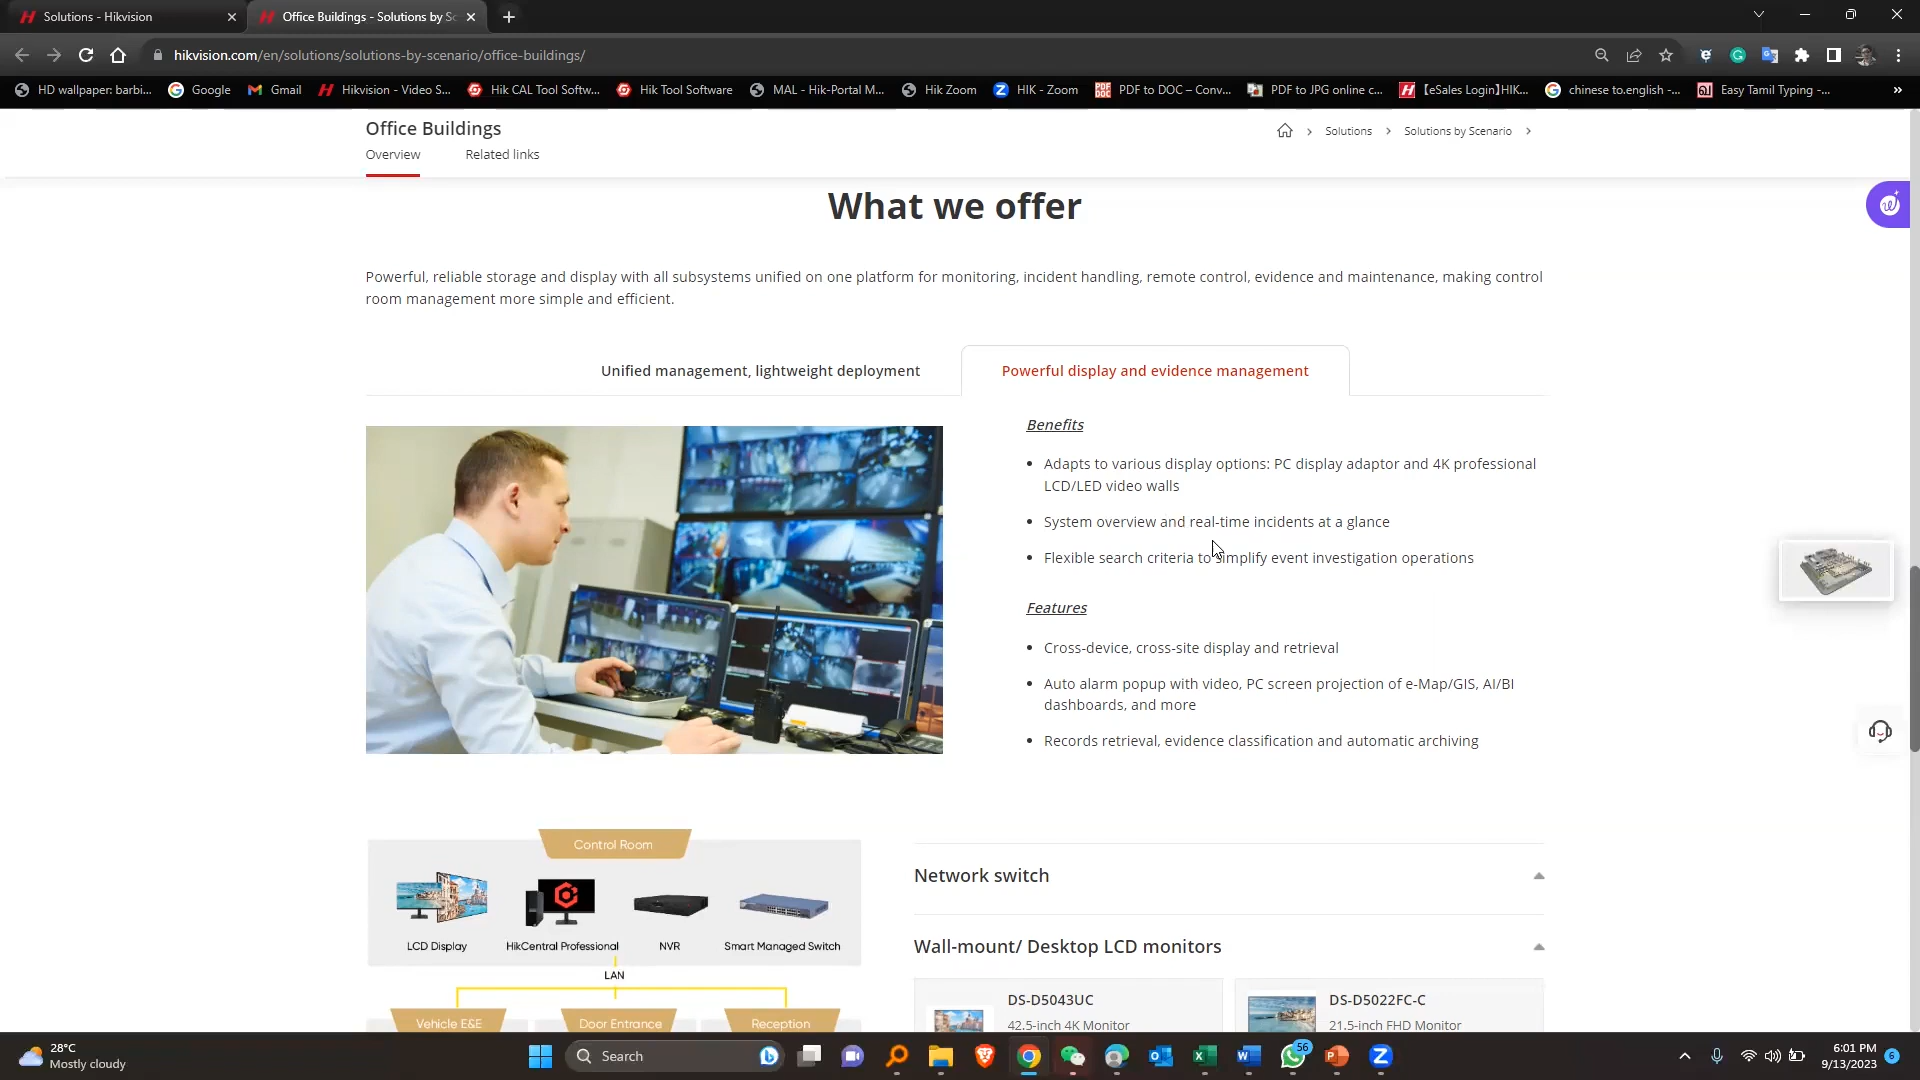 Solutions - Hikvision
Office Buildings - Solutions by Sc
hikvision.com/en/solutions/solutions-by-scenario/office-buildings/
HD wallpaper: barbi...
Google
Gmail
Hikvision - Video S...
Hik CAL Tool Softw...
Hik Tool Software
MAL - Hik-Portal M...
Hik Zoom
HIK - Zoom
PDF to DOC – Conv...
PDF to JPG online c...
【eSales Login】HIK...
chinese to.english -...
Easy Tamil Typing -...
»
Office Buildings
Solutions
Solutions by Scenario
Overview
Related links
What we offer
Powerful, reliable storage and display with all subsystems unified on one platform for monitoring, incident handling, remote control, evidence and maintenance, making control
room management more simple and efficient.
Unified management, lightweight deployment
Powerful display and evidence management
Benefits
• Adapts to various display options: PC display adaptor and 4K professional
LCD/LED video walls
• System overview and real-time incidents at a glance
• Flexible search criteria to simplify event investigation operations
Features
• Cross-device, cross-site display and retrieval
• Auto alarm popup with video, PC screen projection of e-Map/GIS, AI/BI
dashboards, and more
• Records retrieval, evidence classification and automatic archiving
Control Room
LCD Display
HikCentral Professional
NVR
Smart Managed Switch
LAN
Vehicle E&E
Door Entrance
Reception
Network switch
Wall-mount/ Desktop LCD monitors
DS-D5043UC
42.5-inch 4K Monitor
DS-D5022FC-C
21.5-inch FHD Monitor
28°C
Mostly cloudy
Search
56
6:01 PM
9/13/2023
6